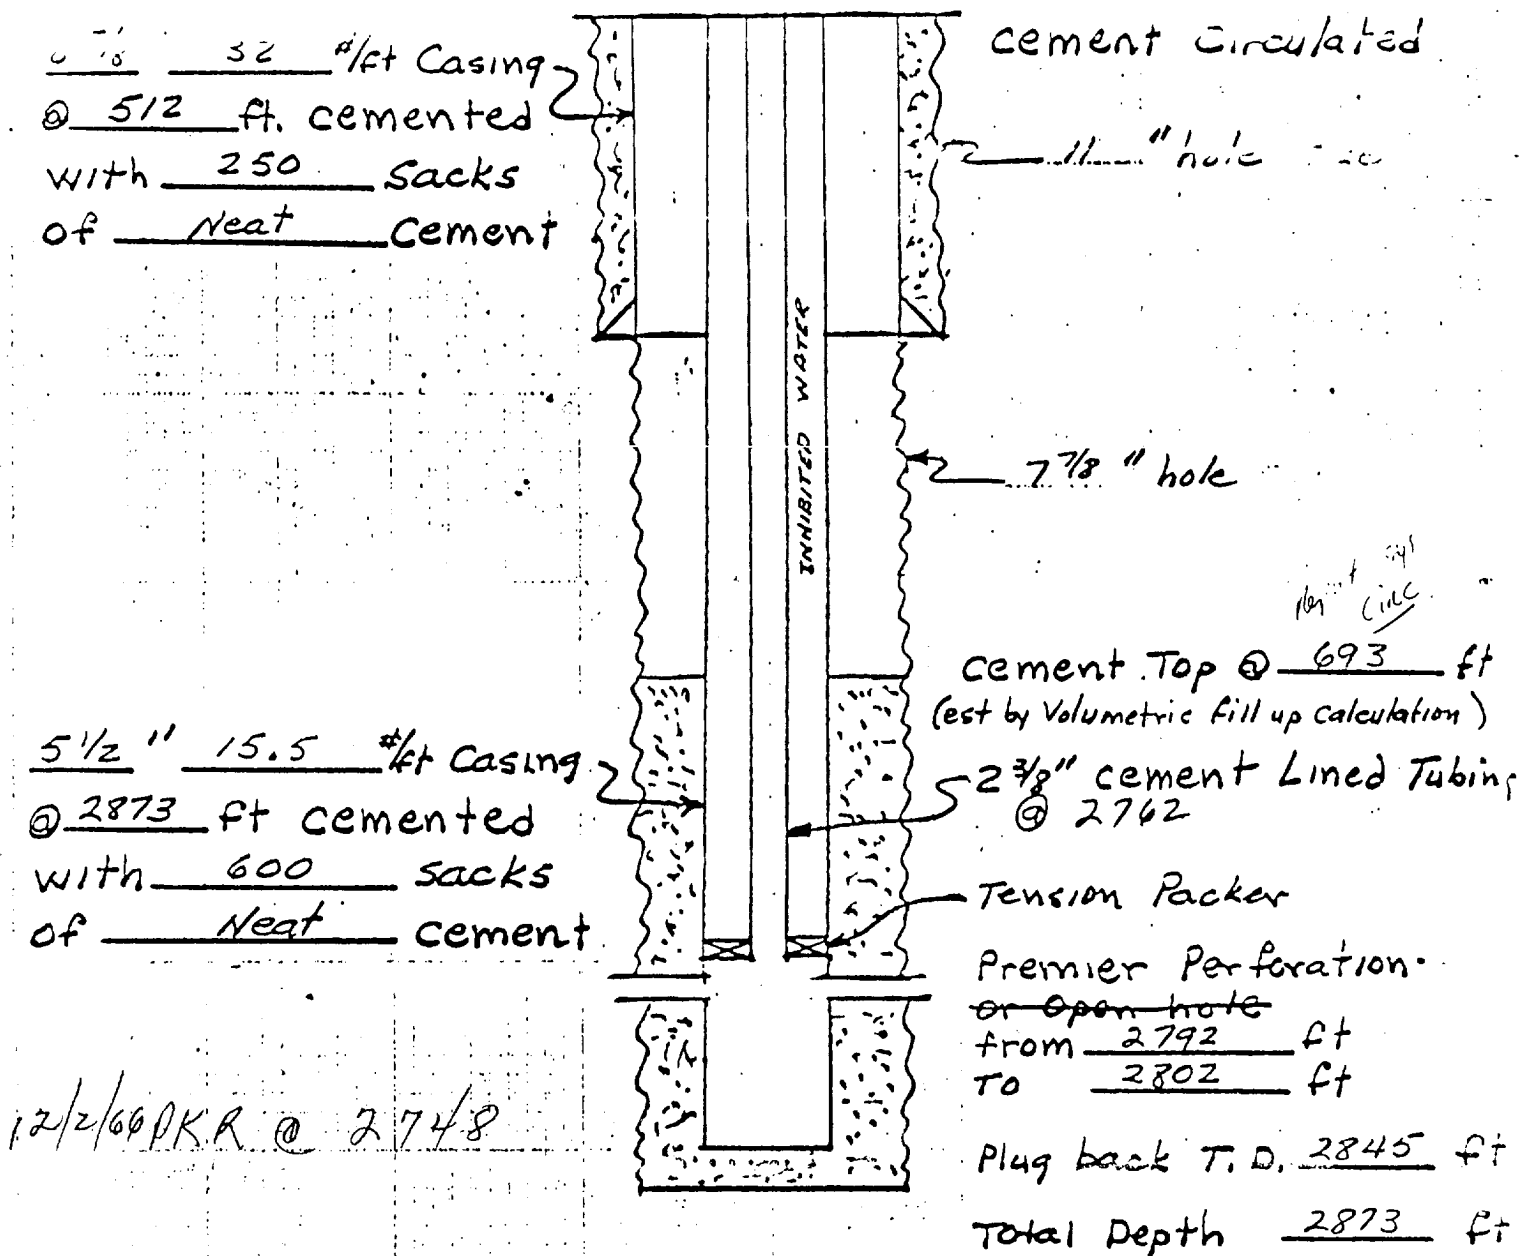 32 #/ft Casing
@ 512 ft. cemented
with 250 Sacks
of Neat Cement
cement Circulated
11 " hole
INHIBITED WATER
7 7/8 " hole
circ
cement Top @ 693 ft
(est by Volumetric fill up calculation)
5 1/2 " 15.5 #/ft Casing
@ 2873 ft cemented
with 600 sacks
of Neat cement
2 3/8" cement Lined Tubing
@ 2762
Tension Packer
Premier Perforation
or Open hole
from 2792 ft
To 2802 ft
12/2/66 PKR @ 2748
Plug back T.D. 2845 ft
Total Depth 2873 ft